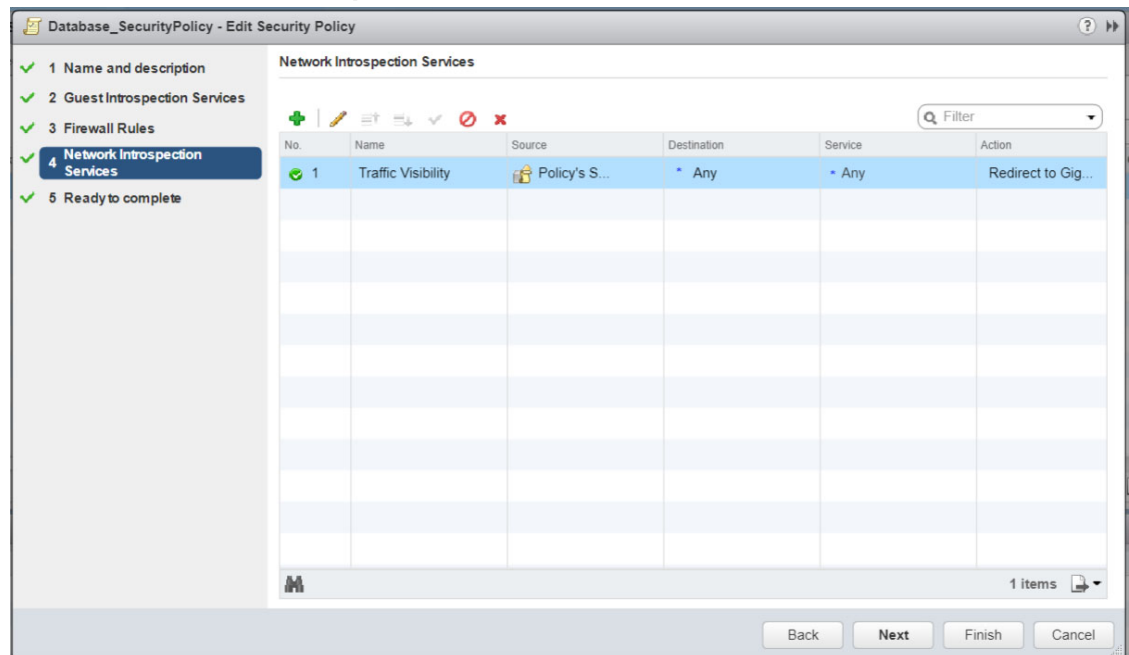 Database_SecurityPolicy - Edit Security Policy
?
1 Name and description
2 Guest Introspection Services
3 Firewall Rules
4 Network Introspection
Services
5 Ready to complete
Network Introspection Services
Filter
No. Name Source Destination Service Action
1 Traffic Visibility Policy's S... * Any * Any Redirect to Gig...
1 items
Back Next Finish Cancel